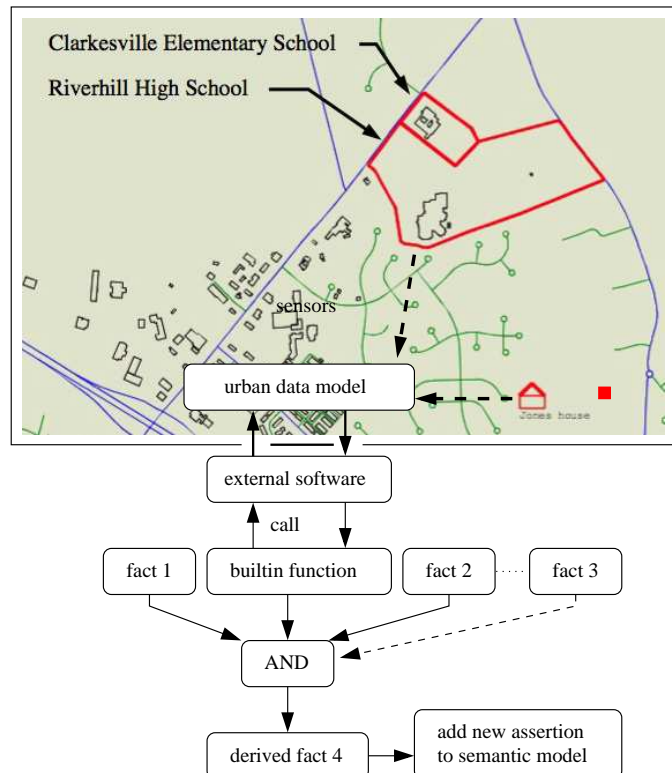 Clarkesville Elementary School
Riverhill High School
sensors
urban data model
Jones house
external software
call
fact 1
builtin function
fact 2
fact 3
AND
derived fact 4
add new assertion
to semantic model